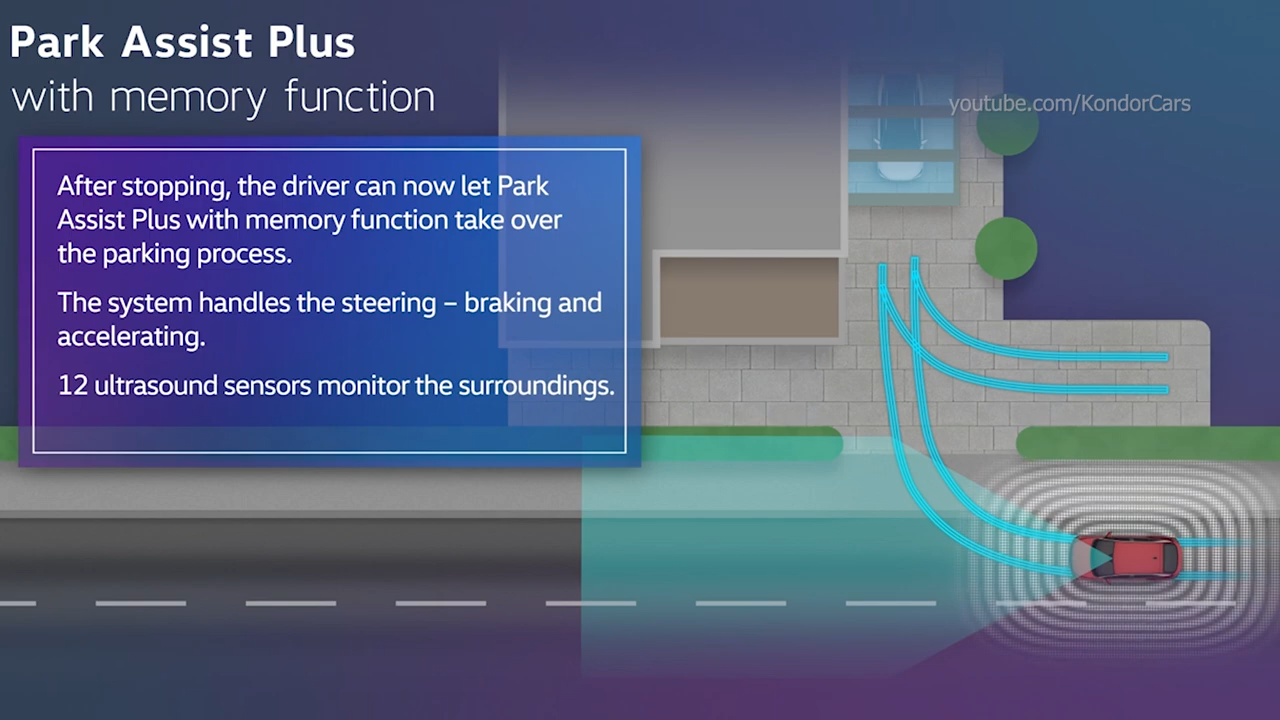 Park Assist Plus
with memory function
youtube.com/KondorCars
After stopping, the driver can now let Park
Assist Plus with memory function take over
the parking process.
The system handles the steering – braking and
accelerating.
12 ultrasound sensors monitor the surroundings.